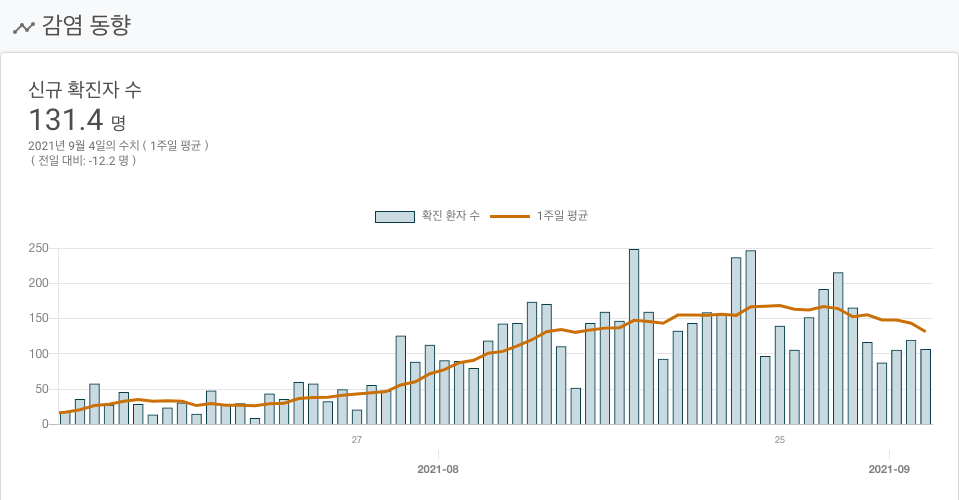 감염 동향
신규 확진자 수
131.4 명
2021년 9월 4일의 수치 ( 1주일 평균 )
( 전일 대비: -12.2 명 )
확진 환자 수 1주일 평균
250
200
150
100
50
0
27 25
2021-08 2021-09